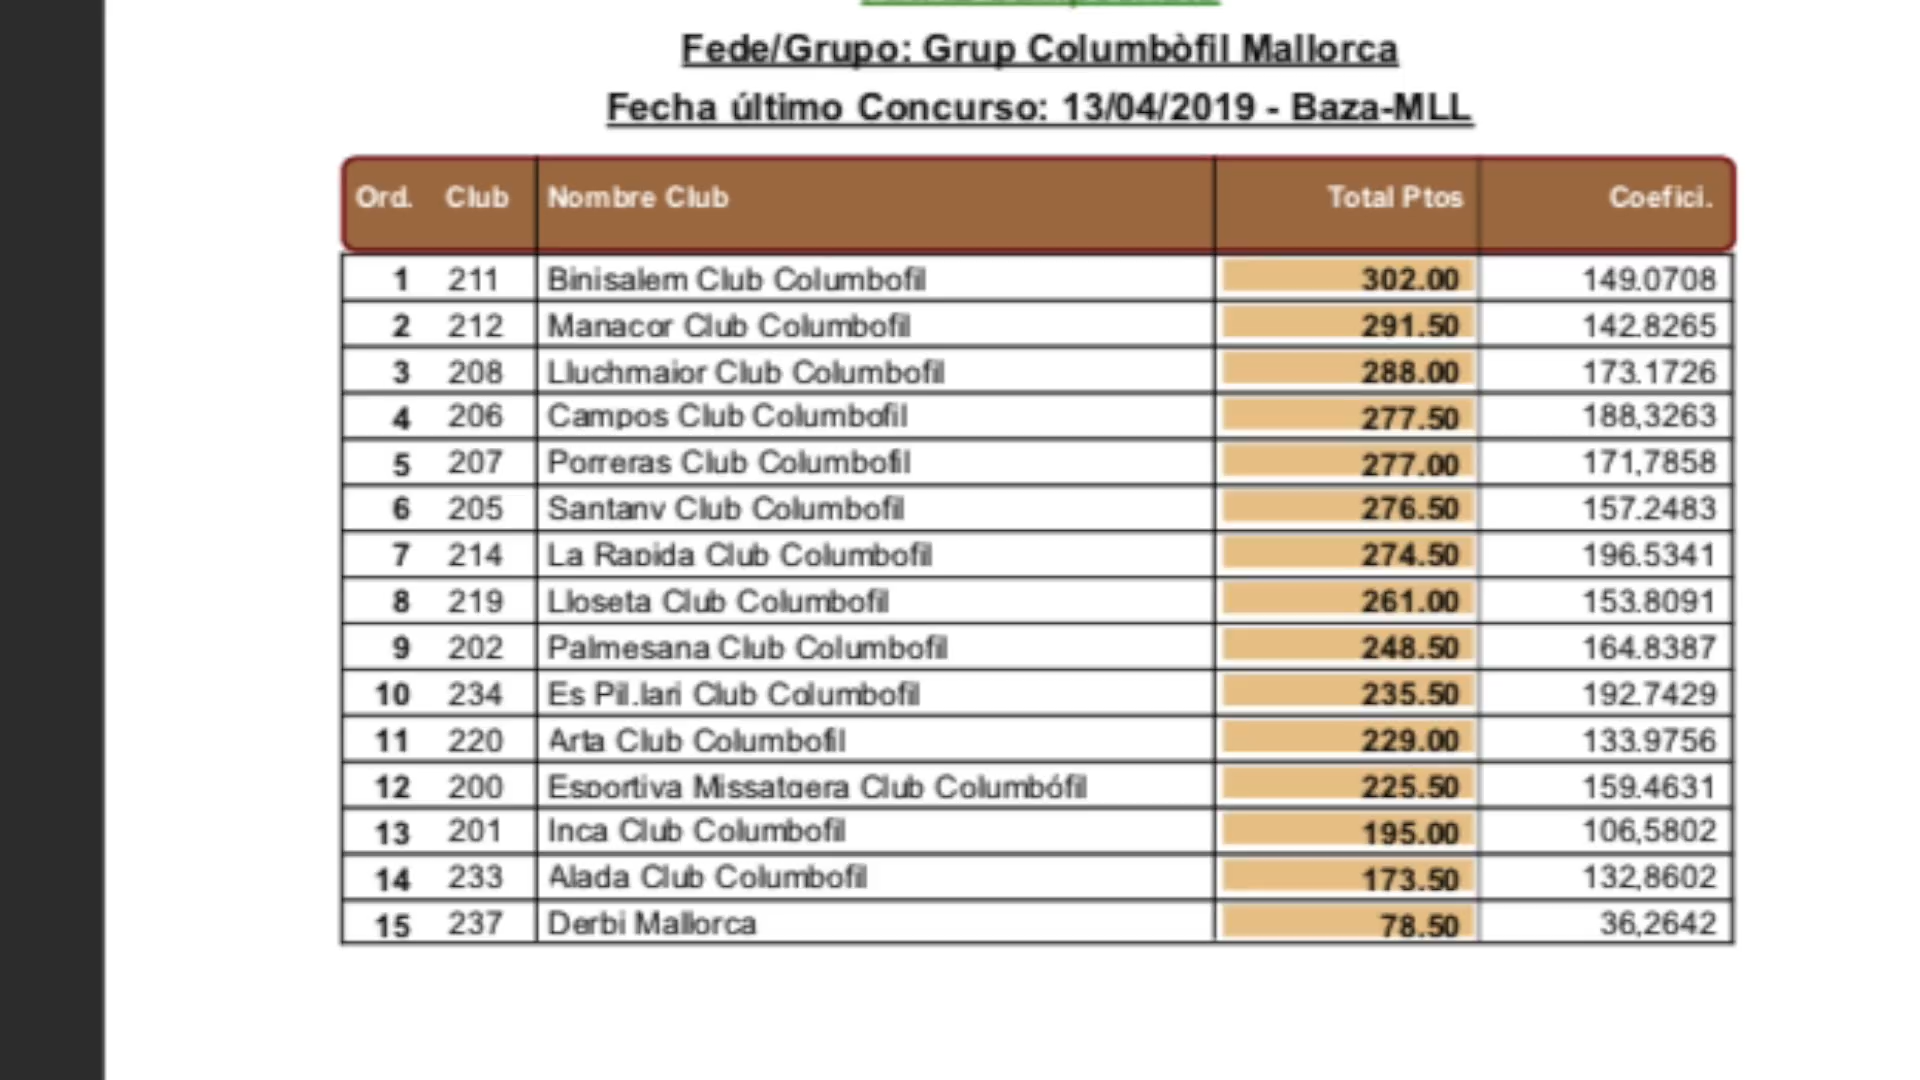 Fede/Grupo: Grup Columbòfil Mallorca
Fecha último Concurso: 13/04/2019 - Baza-MLL
Ord. Club Nombre Club Total Ptos Coefici.
1 211 Binisalem Club Columbofil 302.00 149.0708
2 212 Manacor Club Columbofil 291.50 142.8265
3 208 Lluchmaior Club Columbofil 288.00 173.1726
4 206 Campos Club Columbofil 277.50 188,3263
5 207 Porreras Club Columbofil 277.00 171,7858
6 205 Santany Club Columbofil 276.50 157.2483
7 214 La Rapida Club Columbofil 274.50 196.5341
8 219 Lloseta Club Columbofil 261.00 153.8091
9 202 Palmesana Club Columbofil 248.50 164.8387
10 234 Es Pil.lari Club Columbofil 235.50 192.7429
11 220 Arta Club Columbofil 229.00 133.9756
12 200 Esportiva Missatgera Club Columbófil 225.50 159.4631
13 201 Inca Club Columbofil 195.00 106,5802
14 233 Alada Club Columbofil 173.50 132,8602
15 237 Derbi Mallorca 78.50 36,2642